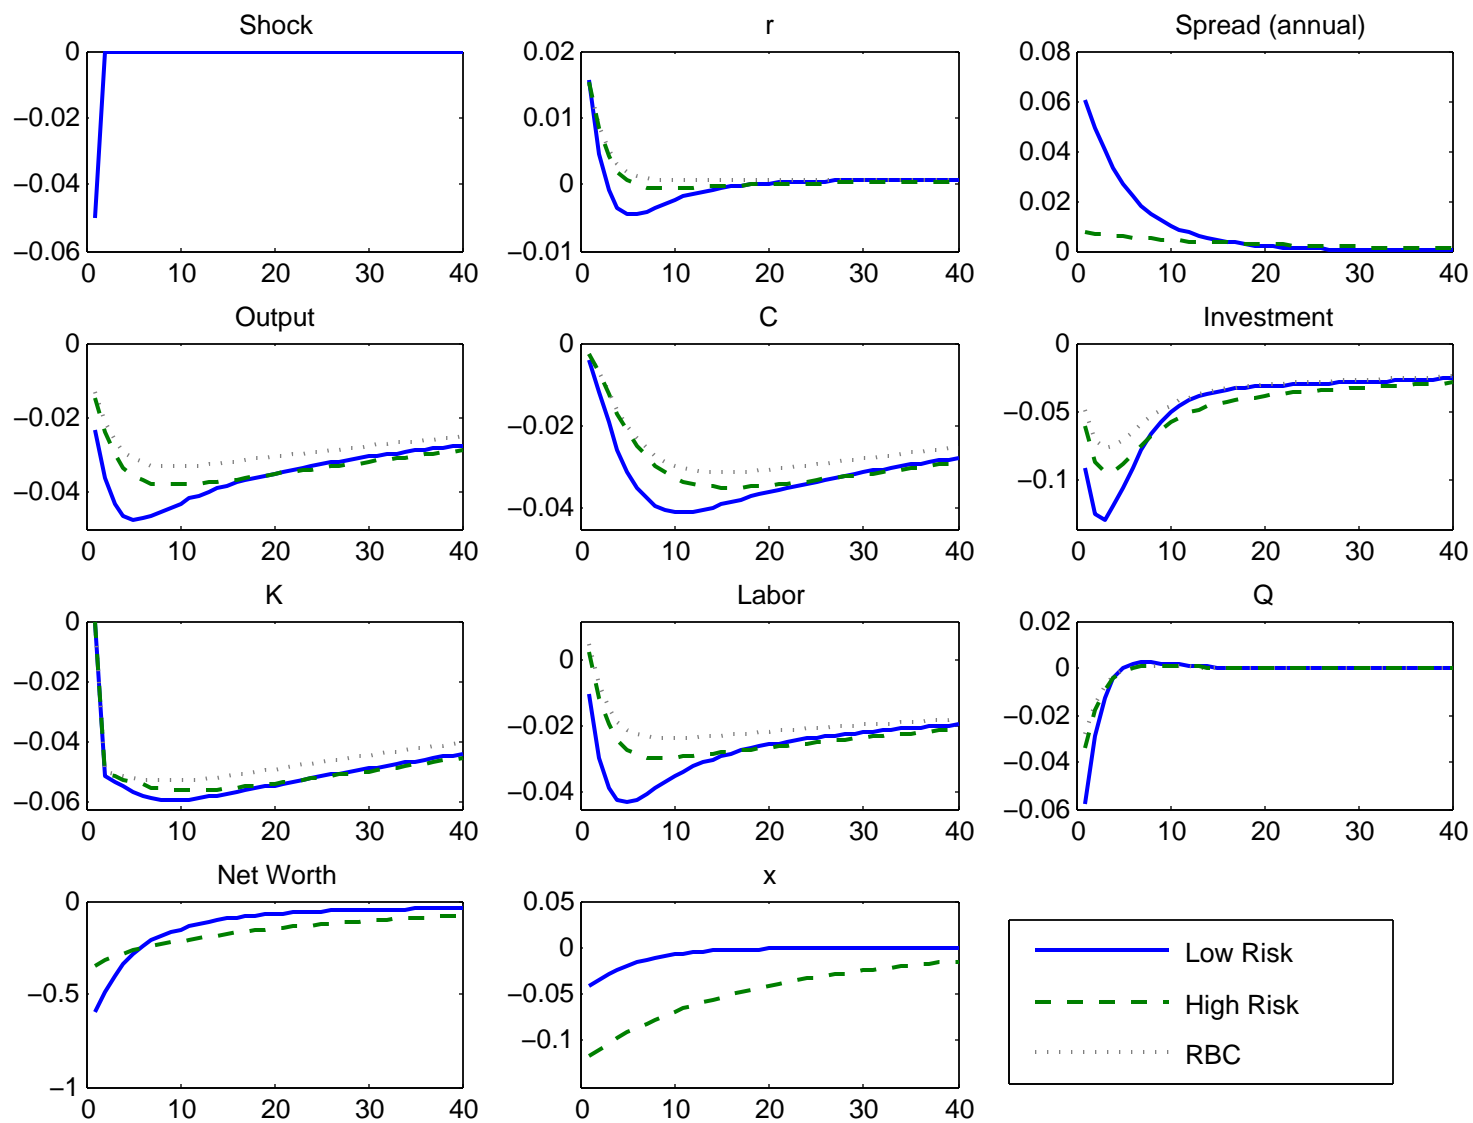 Shock
0
−0.02
−0.04
−0.06
0 10 20 30 40
r
0.02
0.01
0
−0.01
0 10 20 30 40
Spread (annual)
0.08
0.06
0.04
0.02
0
0 10 20 30 40
Output
0
−0.02
−0.04
0 10 20 30 40
C
0
−0.02
−0.04
0 10 20 30 40
Investment
0
−0.05
−0.1
0 10 20 30 40
K
0
−0.02
−0.04
−0.06
0 10 20 30 40
Labor
0
−0.02
−0.04
0 10 20 30 40
Q
0.02
0
−0.02
−0.04
−0.06
0 10 20 30 40
Net Worth
0
−0.5
−1
0 10 20 30 40
x
0.05
0
−0.05
−0.1
0 10 20 30 40
Low Risk
High Risk
RBC